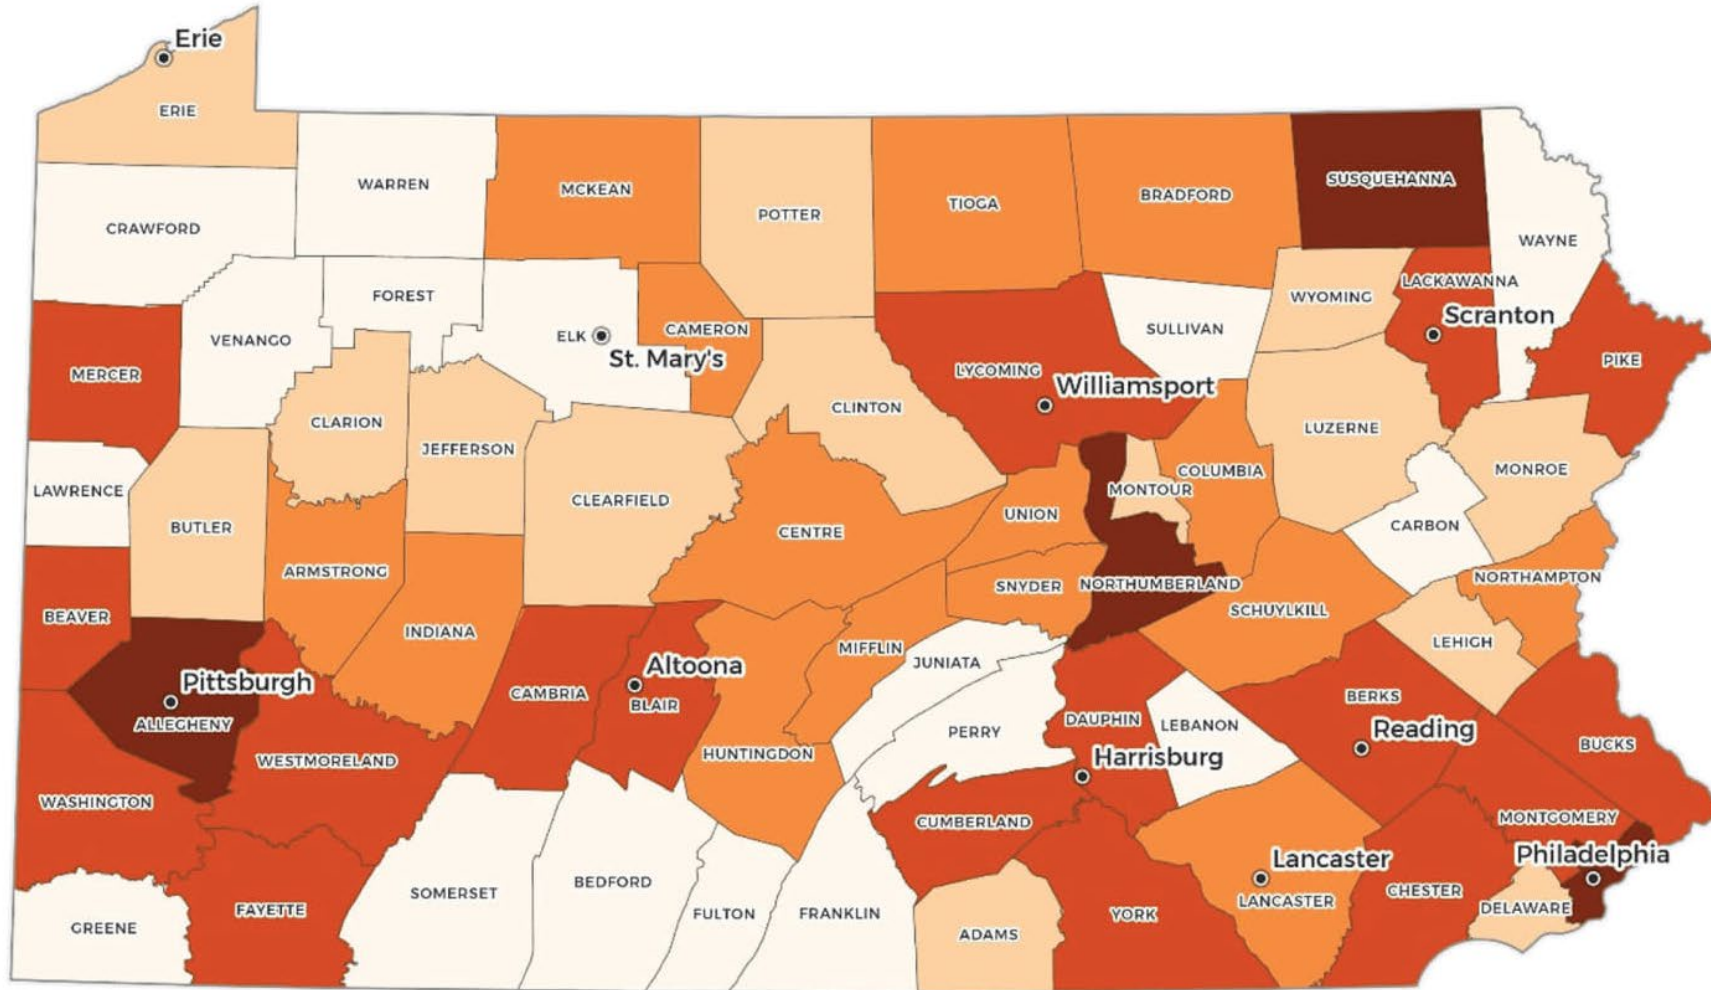 Erie
ERIE
WARREN
MCKEAN
POTTER
TIOGA
BRADFORD
SUSQUEHANNA
CRAWFORD
WAYNE
FOREST
VENANGO
ELK
St. Mary's
CAMERON
SULLIVAN
WYOMING
LACKAWANNA
Scranton
PIKE
MERCER
CLARION
JEFFERSON
CLINTON
LYCOMING
Williamsport
LUZERNE
MONROE
LAWRENCE
BUTLER
CLEARFIELD
CENTRE
UNION
MONTOUR
COLUMBIA
CARBON
ARMSTRONG
SNYDER
NORTHUMBERLAND
SCHUYLKILL
NORTHAMPTON
BEAVER
INDIANA
MIFFLIN
JUNIATA
LEHIGH
Pittsburgh
ALLEGHENY
CAMBRIA
Altoona
BLAIR
HUNTINGDON
PERRY
DAUPHIN
Harrisburg
LEBANON
BERKS
Reading
BUCKS
WASHINGTON
WESTMORELAND
CUMBERLAND
MONTGOMERY
Philadelphia
GREENE
FAYETTE
SOMERSET
BEDFORD
FULTON
FRANKLIN
ADAMS
YORK
Lancaster
LANCASTER
CHESTER
DELAWARE